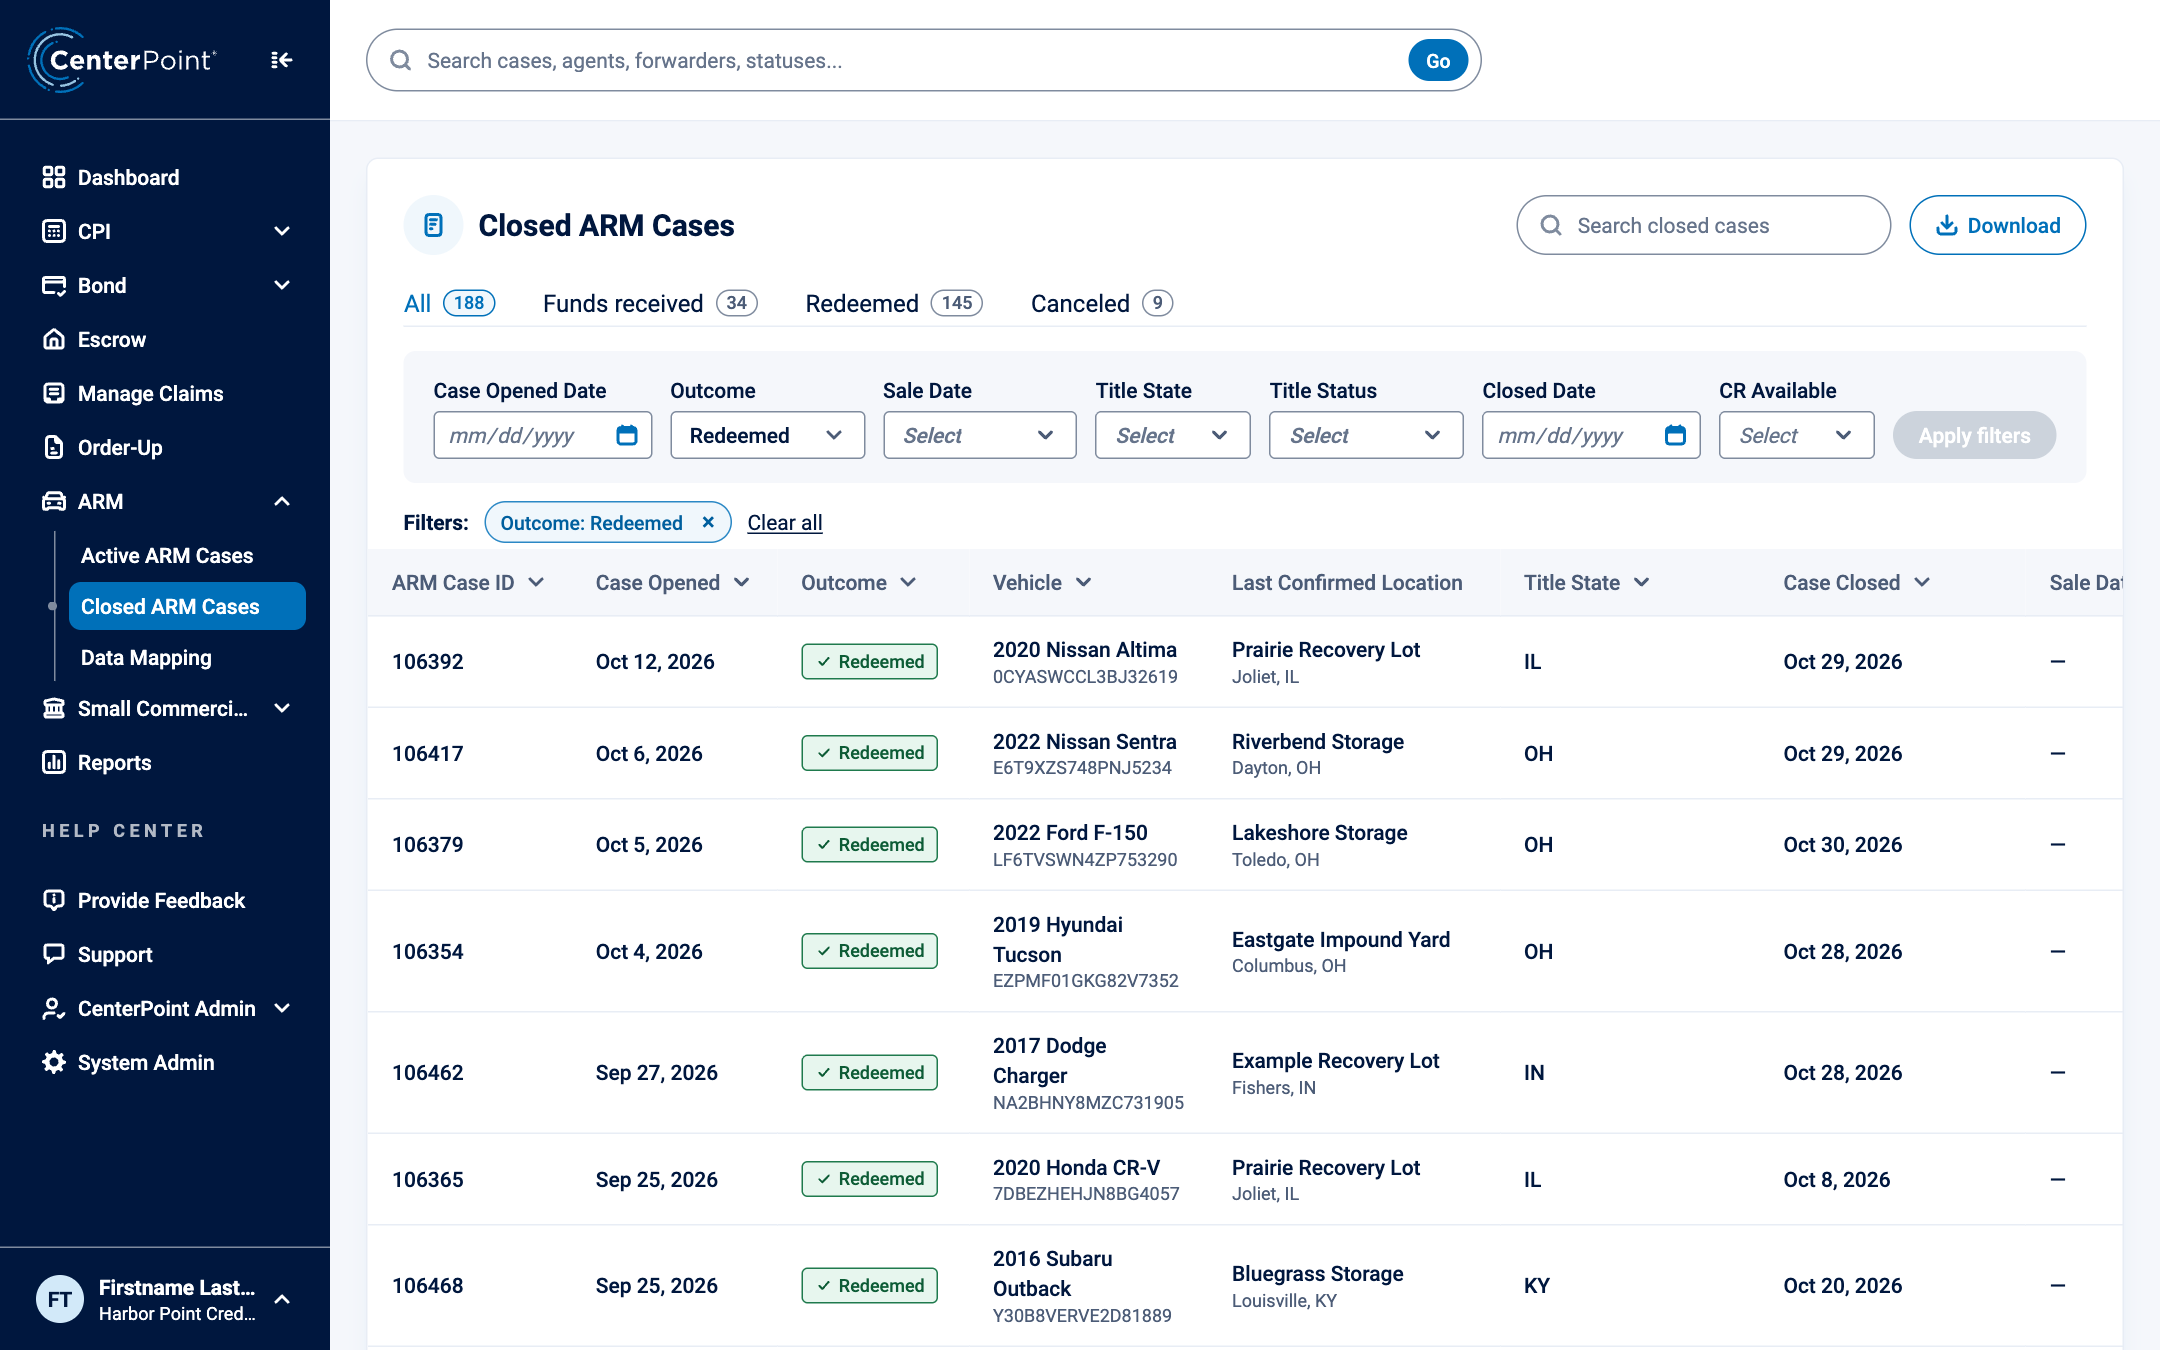 CenterPoint
Search cases, agents, forwarders, statuses...
Go
Dashboard
CPI
Bond
Escrow
Manage Claims
Order-Up
ARM
Active ARM Cases
Closed ARM Cases
Data Mapping
Small Commerci...
Reports
HELP CENTER
Provide Feedback
Support
CenterPoint Admin
System Admin
FT
Firstname Last...
Harbor Point Cred...
Closed ARM Cases
Search closed cases
Download
All 188 Funds received 34 Redeemed 145 Canceled 9
Case Opened Date Outcome Sale Date Title State Title Status Closed Date CR Available
mm/dd/yyyy Redeemed Select Select Select mm/dd/yyyy Select Apply filters
Filters: Outcome: Redeemed × Clear all
ARM Case ID Case Opened Outcome Vehicle Last Confirmed Location Title State Case Closed Sale Dat
106392 Oct 12, 2026 Redeemed 2020 Nissan Altima Prairie Recovery Lot IL Oct 29, 2026 –
0CYASWCCL3BJ32619 Joliet, IL
106417 Oct 6, 2026 Redeemed 2022 Nissan Sentra Riverbend Storage OH Oct 29, 2026 –
E6T9XZS748PNJ5234 Dayton, OH
106379 Oct 5, 2026 Redeemed 2022 Ford F-150 Lakeshore Storage OH Oct 30, 2026 –
LF6TVSWN4ZP753290 Toledo, OH
106354 Oct 4, 2026 Redeemed 2019 Hyundai Tucson Eastgate Impound Yard OH Oct 28, 2026 –
EZPMF01GKG82V7352 Columbus, OH
106462 Sep 27, 2026 Redeemed 2017 Dodge Charger Example Recovery Lot IN Oct 28, 2026 –
NA2BHNY8MZC731905 Fishers, IN
106365 Sep 25, 2026 Redeemed 2020 Honda CR-V Prairie Recovery Lot IL Oct 8, 2026 –
7DBEZHEHJN8BG4057 Joliet, IL
106468 Sep 25, 2026 Redeemed 2016 Subaru Outback Bluegrass Storage KY Oct 20, 2026 –
Y30B8VERVE2D81889 Louisville, KY